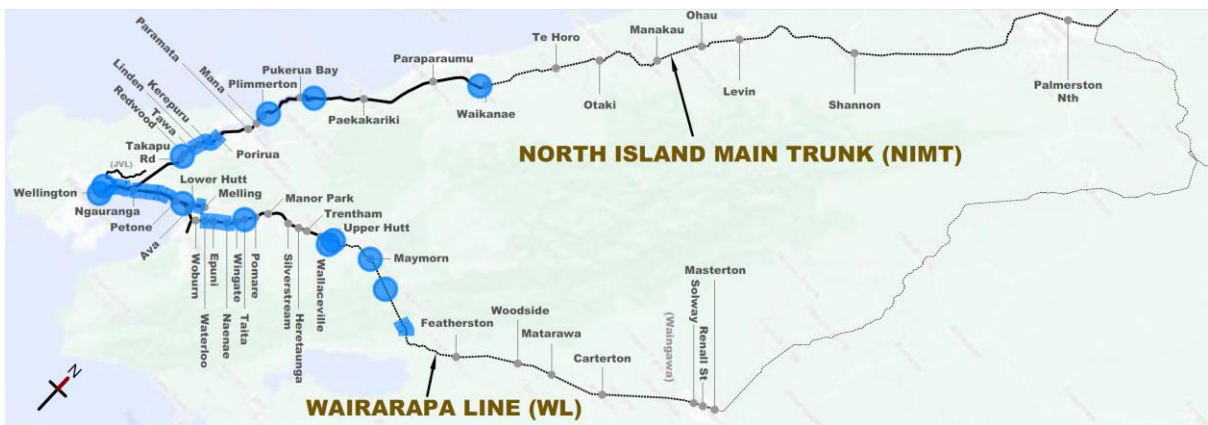 Paramata
Mana
Plimmerton
Pukerua Bay
Paekakariki
Paraparaumu
Waikanae
Te Horo
Otaki
Manakau
Ohau
Levin
Shannon
Palmerston
Nth
Linden
Kerepuru
Tawa
Redwood
Takapu
Rd
Porirua
(JVL)
NORTH ISLAND MAIN TRUNK (NIMT)
Wellington
Ngauranga
Petone
Lower Hutt
Melling
Ava
Woburn
Waterloo
Epuni
Naenae
Wingate
Taita
Pomare
Manor Park
Silverstream
Heretaunga
Trentham
Wallaceville
Upper Hutt
Maymorn
Featherston
Woodside
Matarawa
Carterton
(Waingawa)
Solway
Renall St
Masterton
WAIRARAPA LINE (WL)
N